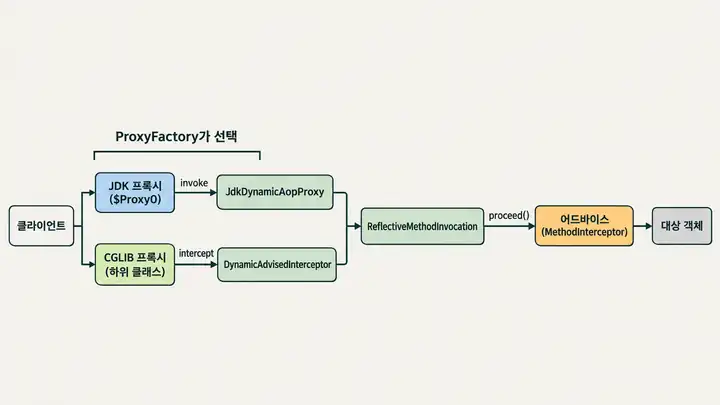 ProxyFactory가 선택
클라이언트
JDK 프록시
($Proxy0)
invoke
JdkDynamicAopProxy
CGLIB 프록시
(하위 클래스)
intercept
DynamicAdvisedInterceptor
ReflectiveMethodInvocation
proceed()
어드바이스
(MethodInterceptor)
대상 객체